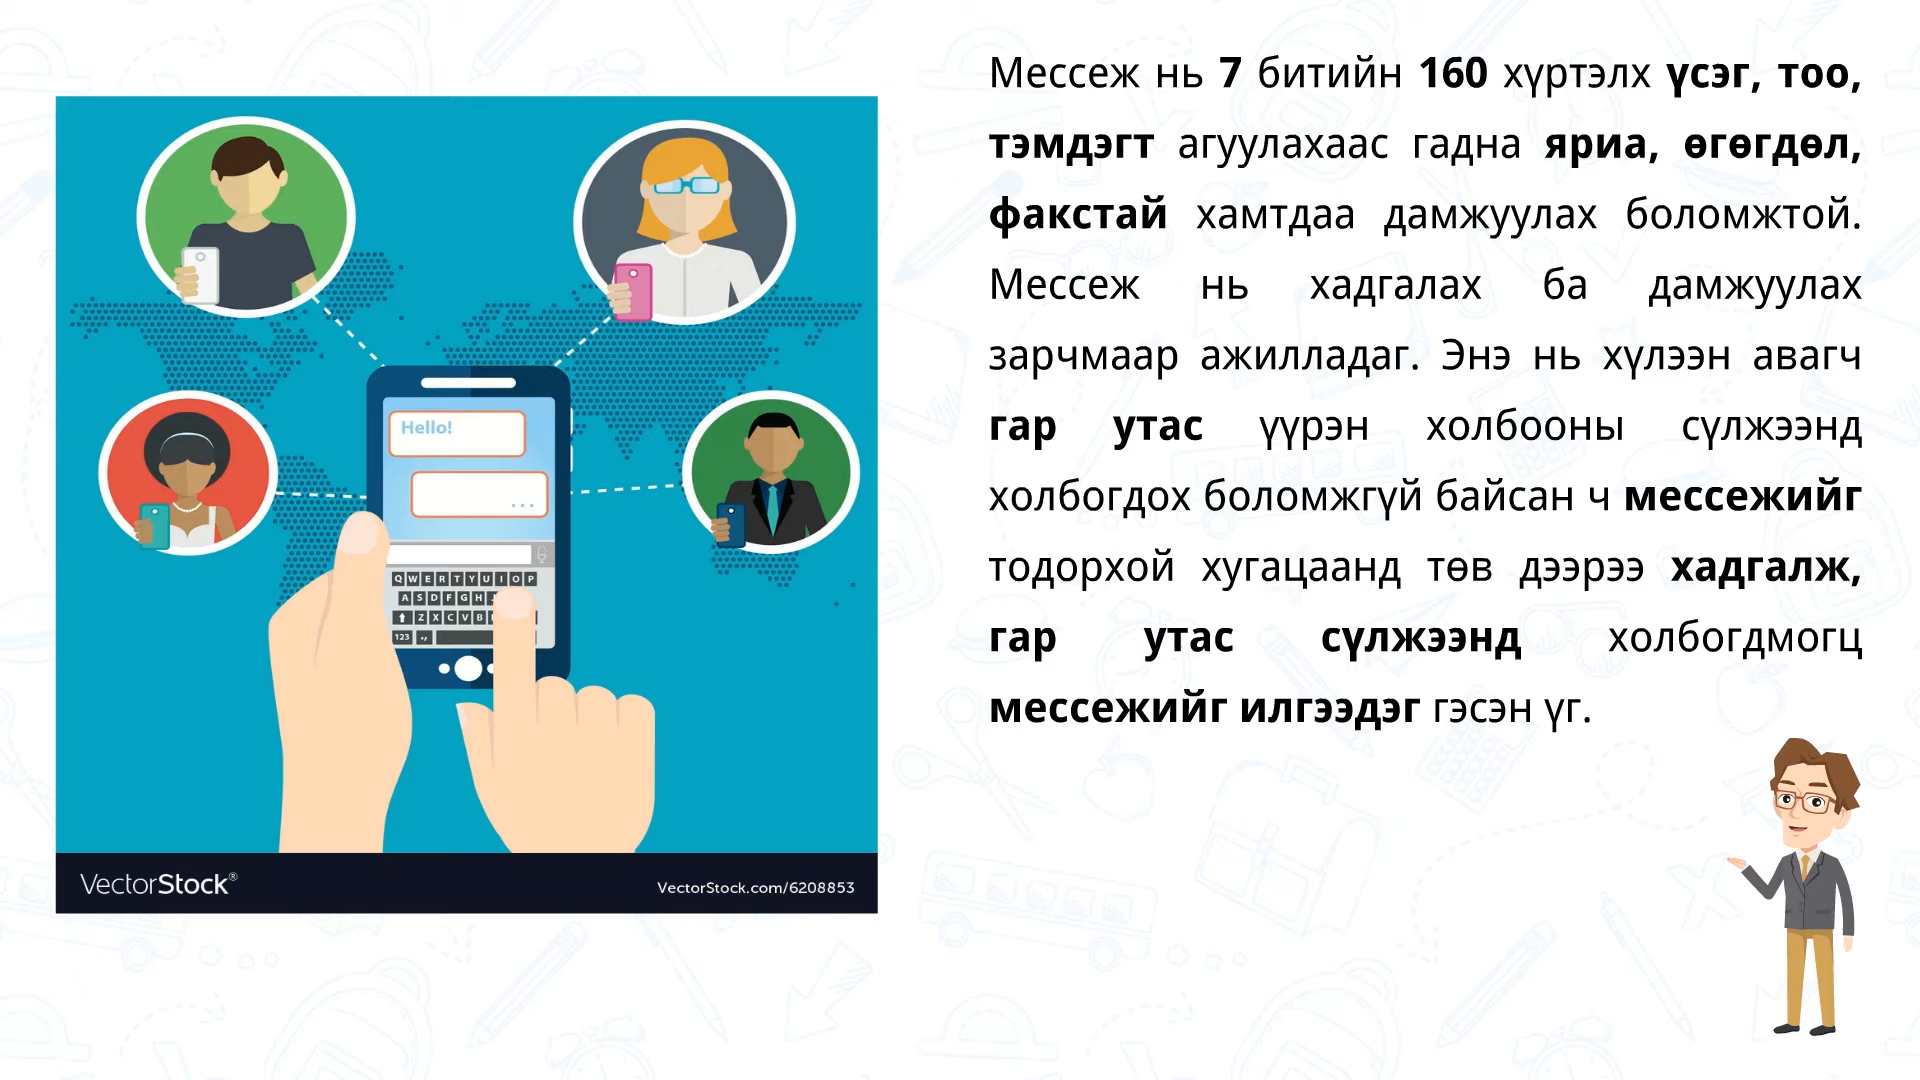 Мессеж нь 7 битийн 160 хүртэлх үсэг, тоо,
тэмдэгт агуулахаас гадна яриа, өгөгдөл,
факстай хамтдаа дамжуулах боломжтой.
Мессеж нь хадгалах ба дамжуулах
зарчмаар ажилладаг. Энэ нь хүлээн авагч
гар утас үүрэн холбооны сүлжээнд
холбогдох боломжгүй байсан ч мессежийг
тодорхой хугацаанд төв дээрээ хадгалж,
гар утас сүлжээнд холбогдмогц
мессежийг илгээдэг гэсэн үг.
Hello!
...
Q W E R T Y U I O P
A S D F G H
Z X C V B
123 .,
VectorStock®
VectorStock.com/6208853